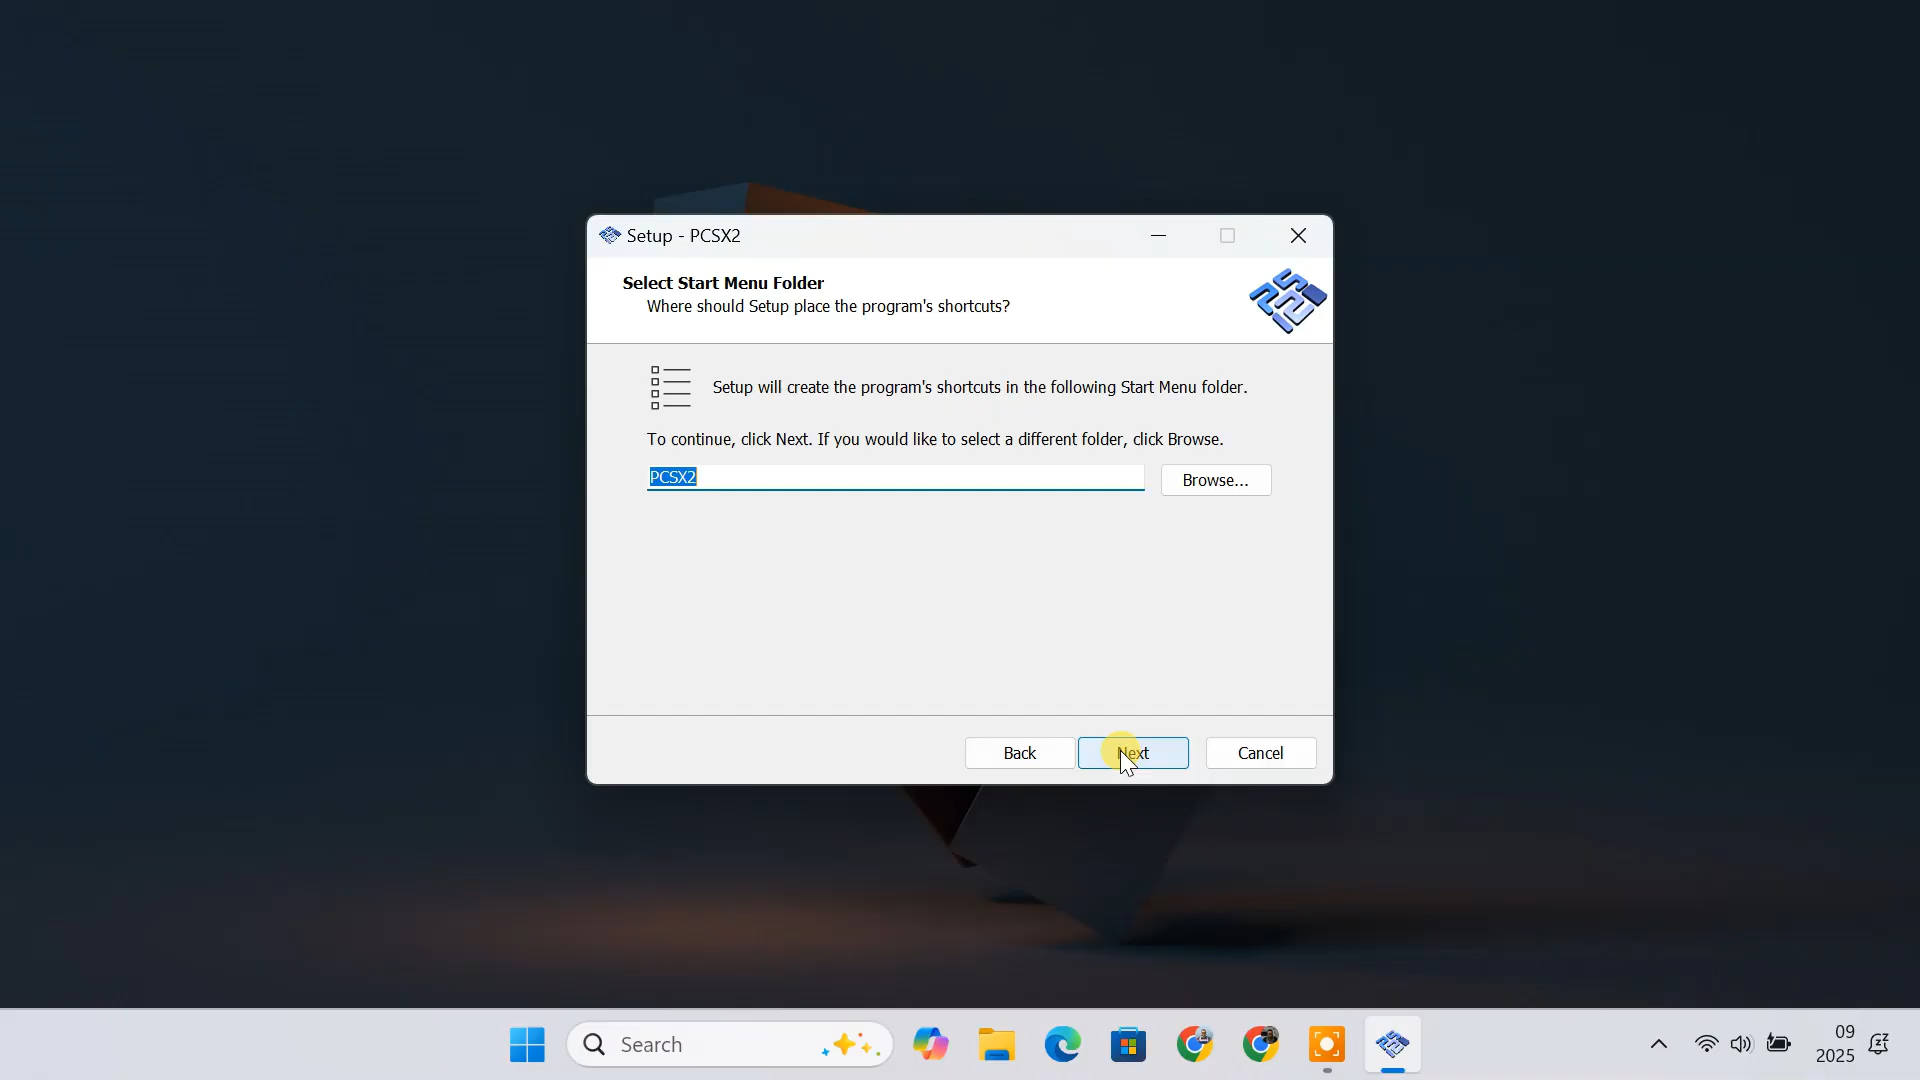 Setup - PCSX2
Select Start Menu Folder
Where should Setup place the program's shortcuts?
Setup will create the program's shortcuts in the following Start Menu folder.
To continue, click Next. If you would like to select a different folder, click Browse.
PCSX2
Browse...
Back
Next
Cancel
Search
09
2025